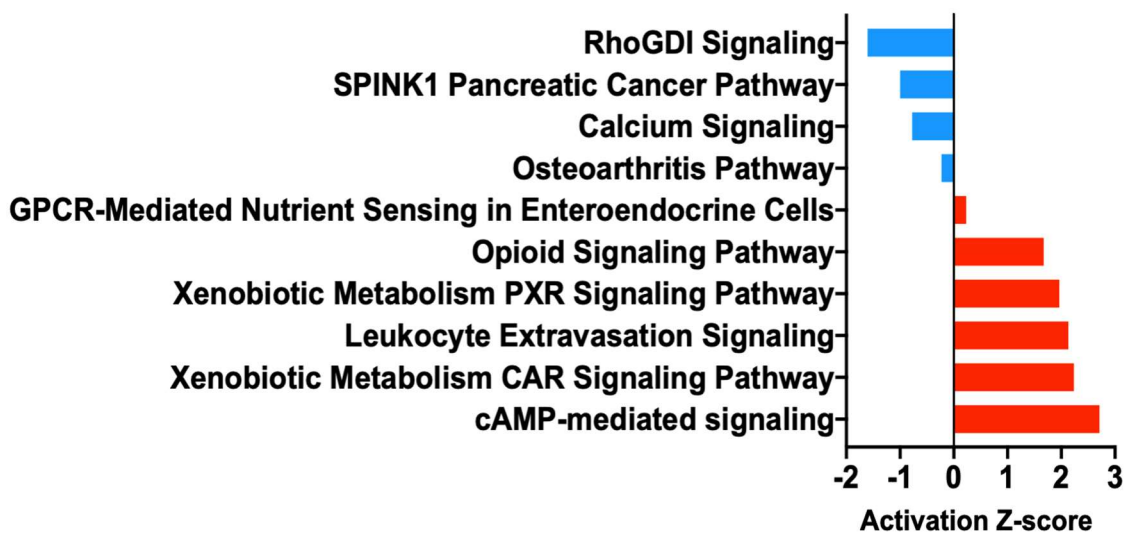 RhoGDI Signaling
SPINK1 Pancreatic Cancer Pathway
Calcium Signaling
Osteoarthritis Pathway
GPCR-Mediated Nutrient Sensing in Enteroendocrine Cells
Opioid Signaling Pathway
Xenobiotic Metabolism PXR Signaling Pathway
Leukocyte Extravasation Signaling
Xenobiotic Metabolism CAR Signaling Pathway
cAMP-mediated signaling
-2 -1 0 1 2 3
Activation Z-score